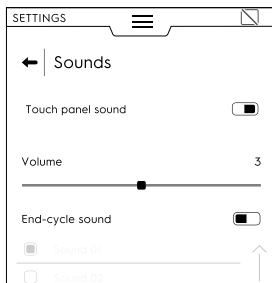 SETTINGS
Sounds
Touch panel sound
Volume 3
End-cycle sound
Sound 01
Sound 02